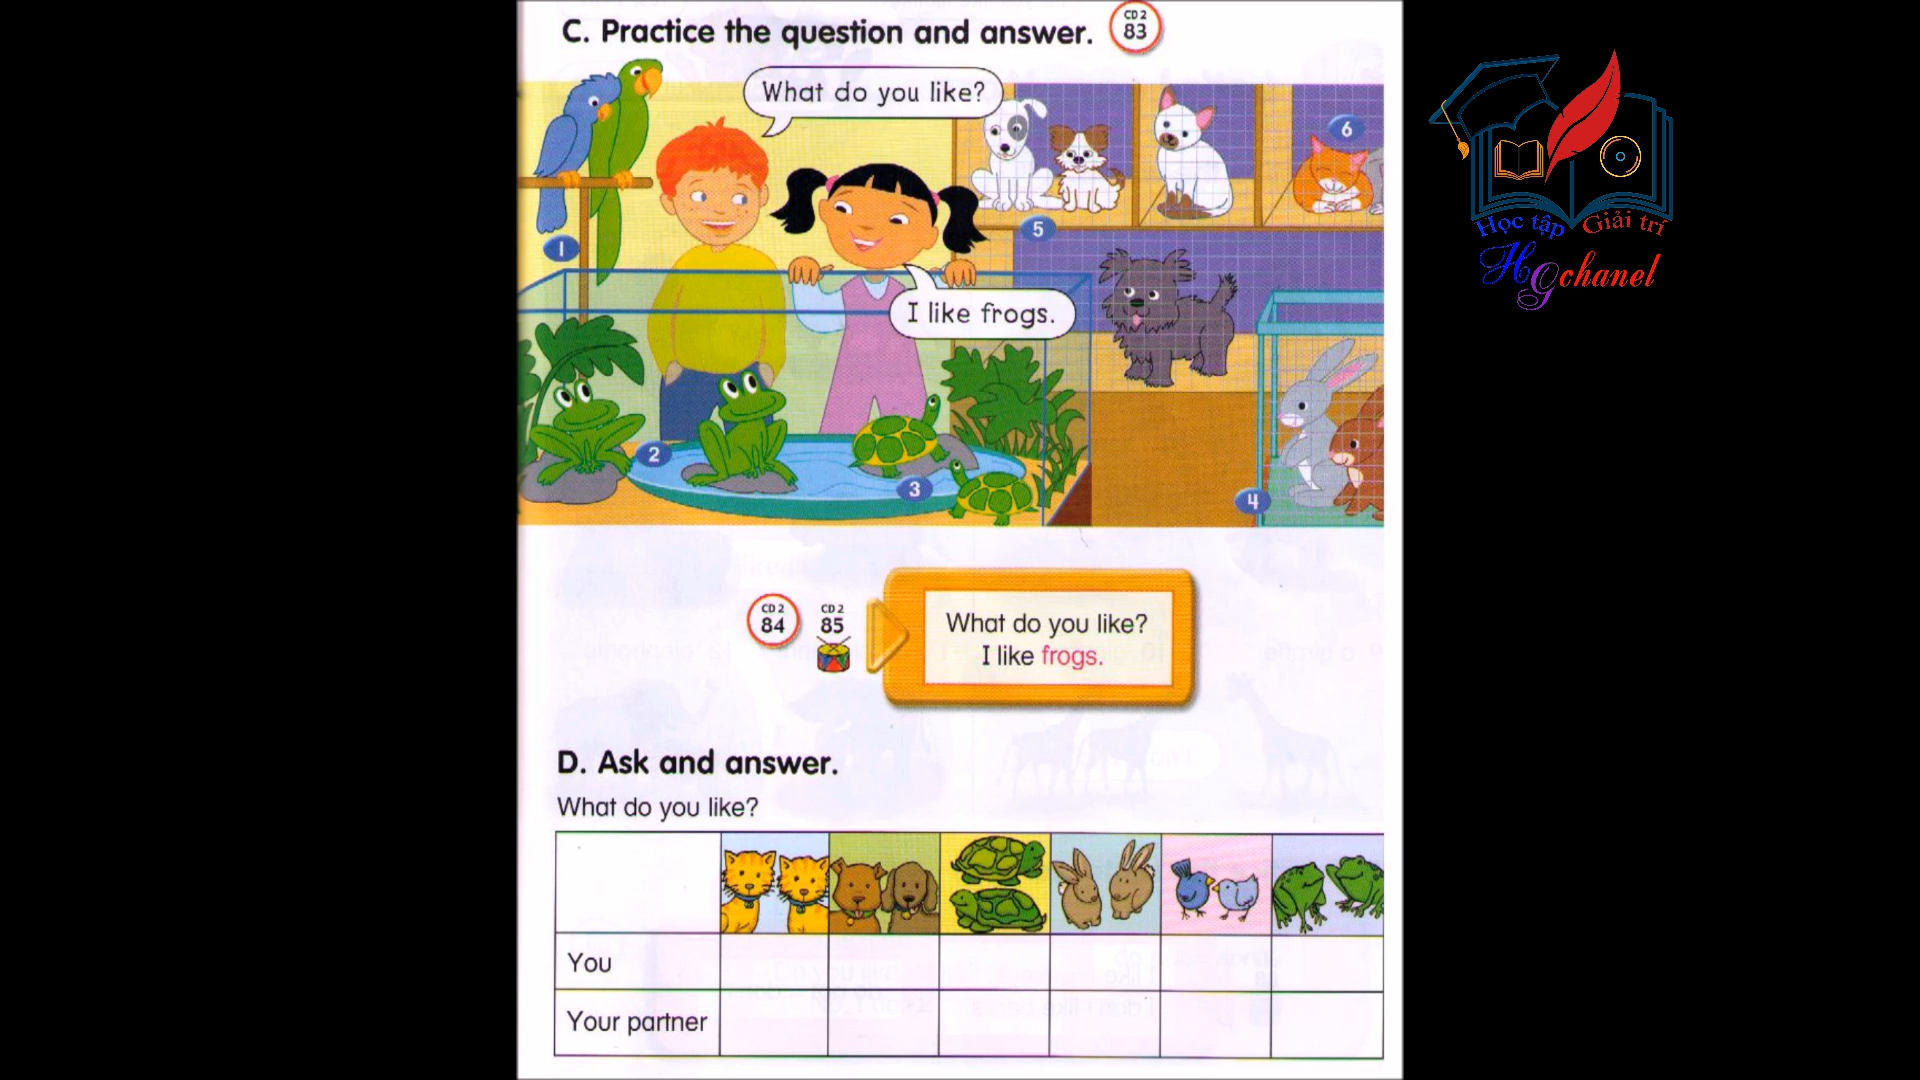 C. Practice the question and answer.
CD 2
83
What do you like?
6
5
1
I like frogs.
2
3
4
CD 2
84
CD 2
85
What do you like?
I like frogs.
D. Ask and answer.
What do you like?
You
Your partner
Học tập Giải trí
HGchanel